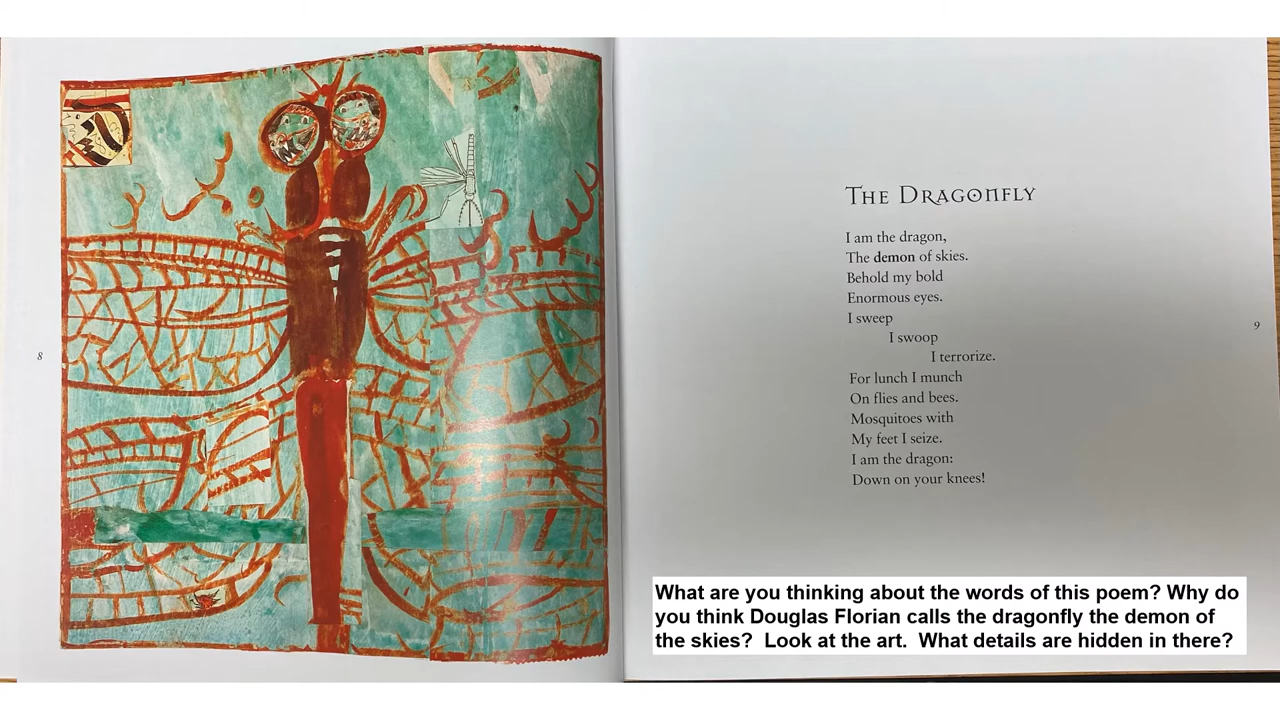 8
The Dragonfly
I am the dragon,
The demon of skies.
Behold my bold
Enormous eyes.
I sweep
I swoop
I terrorize.
For lunch I munch
On flies and bees.
Mosquitoes with
My feet I seize.
I am the dragon:
Down on your knees!
9
What are you thinking about the words of this poem? Why do
you think Douglas Florian calls the dragonfly the demon of
the skies? Look at the art. What details are hidden in there?